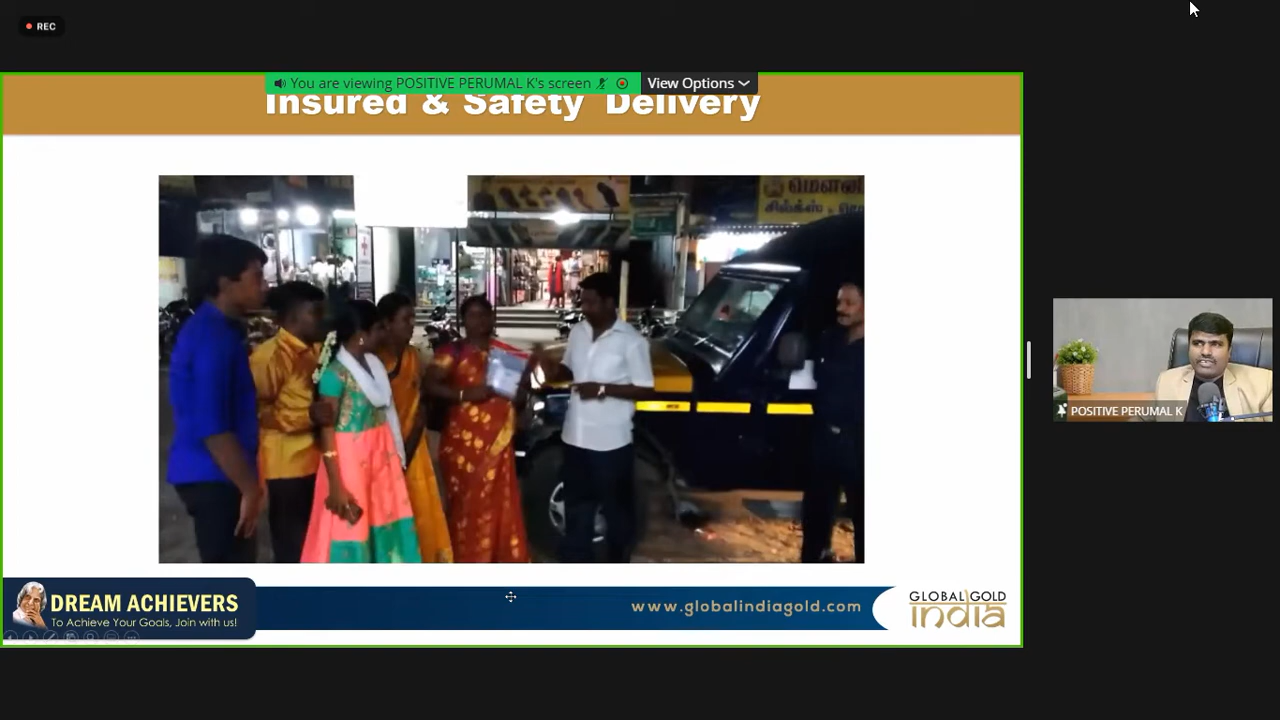 REC
You are viewing POSITIVE PERUMAL K's screen
View Options
Insured & Safety Delivery
மௌனி
சில்க்ஸ்
POSITIVE PERUMAL K
DREAM ACHIEVERS
To Achieve Your Goals, Join with us!
www.globalindiagold.com
GLOBAL GOLD
india